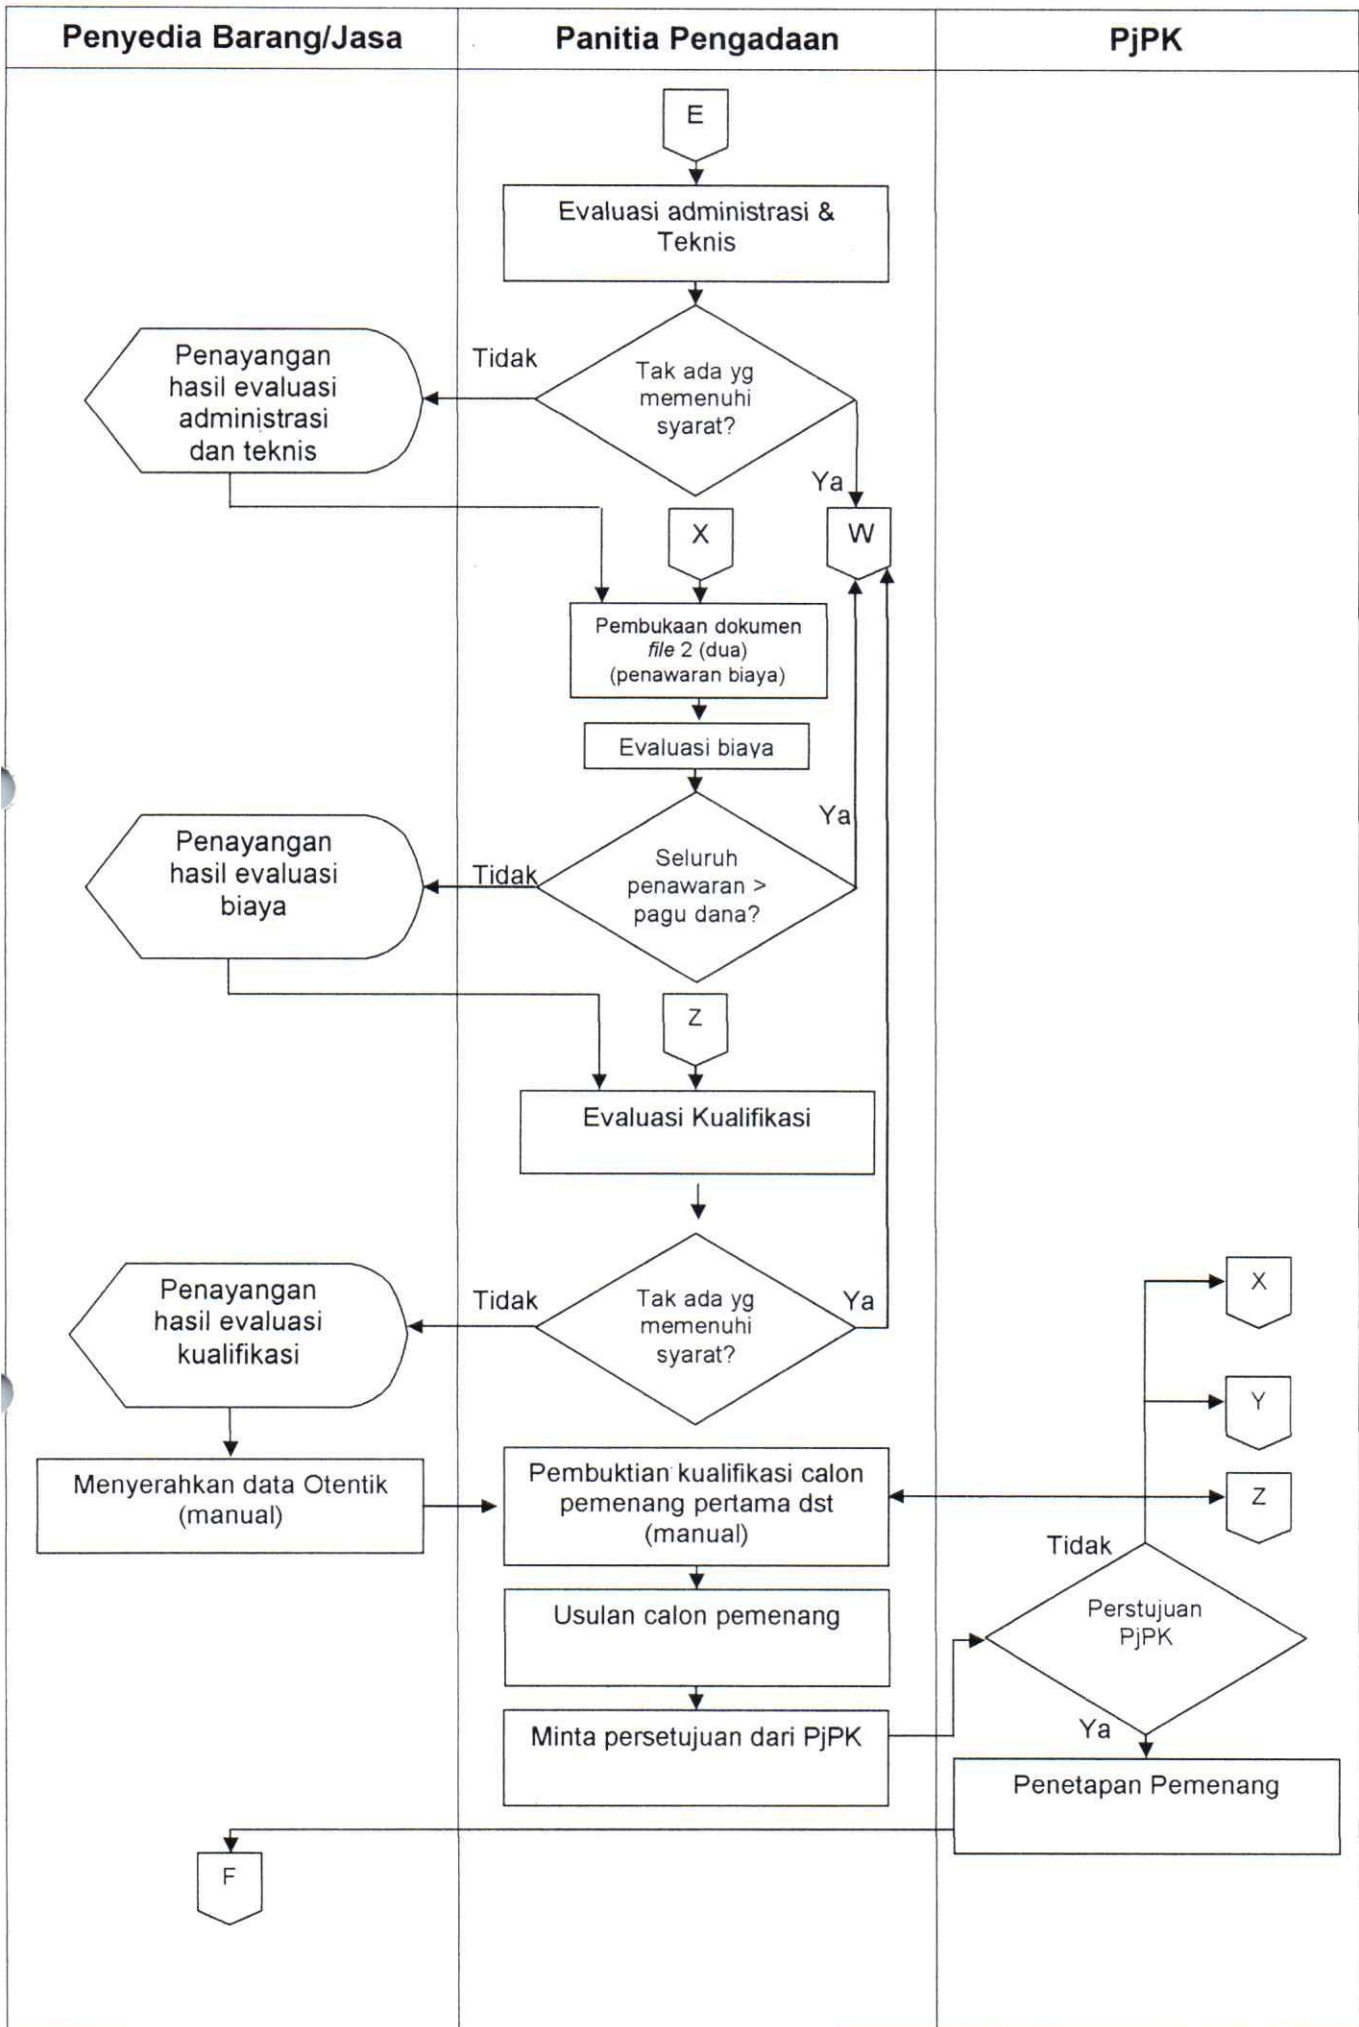 Penyedia Barang/Jasa
Panitia Pengadaan
PjPK
E
Evaluasi administrasi &
Teknis
Penayangan
hasil evaluasi
administrasi
dan teknis
Tidak
Tak ada yg
memenuhi
syarat?
Ya
X
W
Pembukaan dokumen
file 2 (dua)
(penawaran biaya)
Evaluasi biaya
Penayangan
hasil evaluasi
biaya
Tidak
Seluruh
penawaran >
pagu dana?
Ya
Z
Evaluasi Kualifikasi
Penayangan
hasil evaluasi
kualifikasi
Tidak
Tak ada yg
memenuhi
syarat?
Ya
X
Y
Z
Menyerahkan data Otentik
(manual)
Pembuktian kualifikasi calon
pemenang pertama dst
(manual)
Tidak
Usulan calon pemenang
Perstujuan
PjPK
Minta persetujuan dari PjPK
Ya
Penetapan Pemenang
F